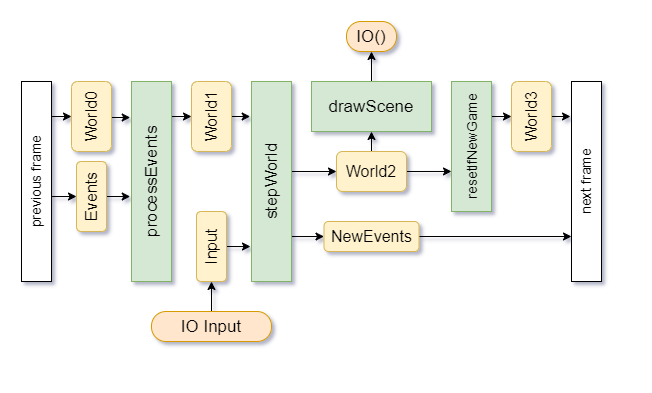 IO()
previous frame
World0
Events
processEvents
World1
Input
IO Input
stepWorld
drawScene
World2
NewEvents
resetIfNewGame
World3
next frame